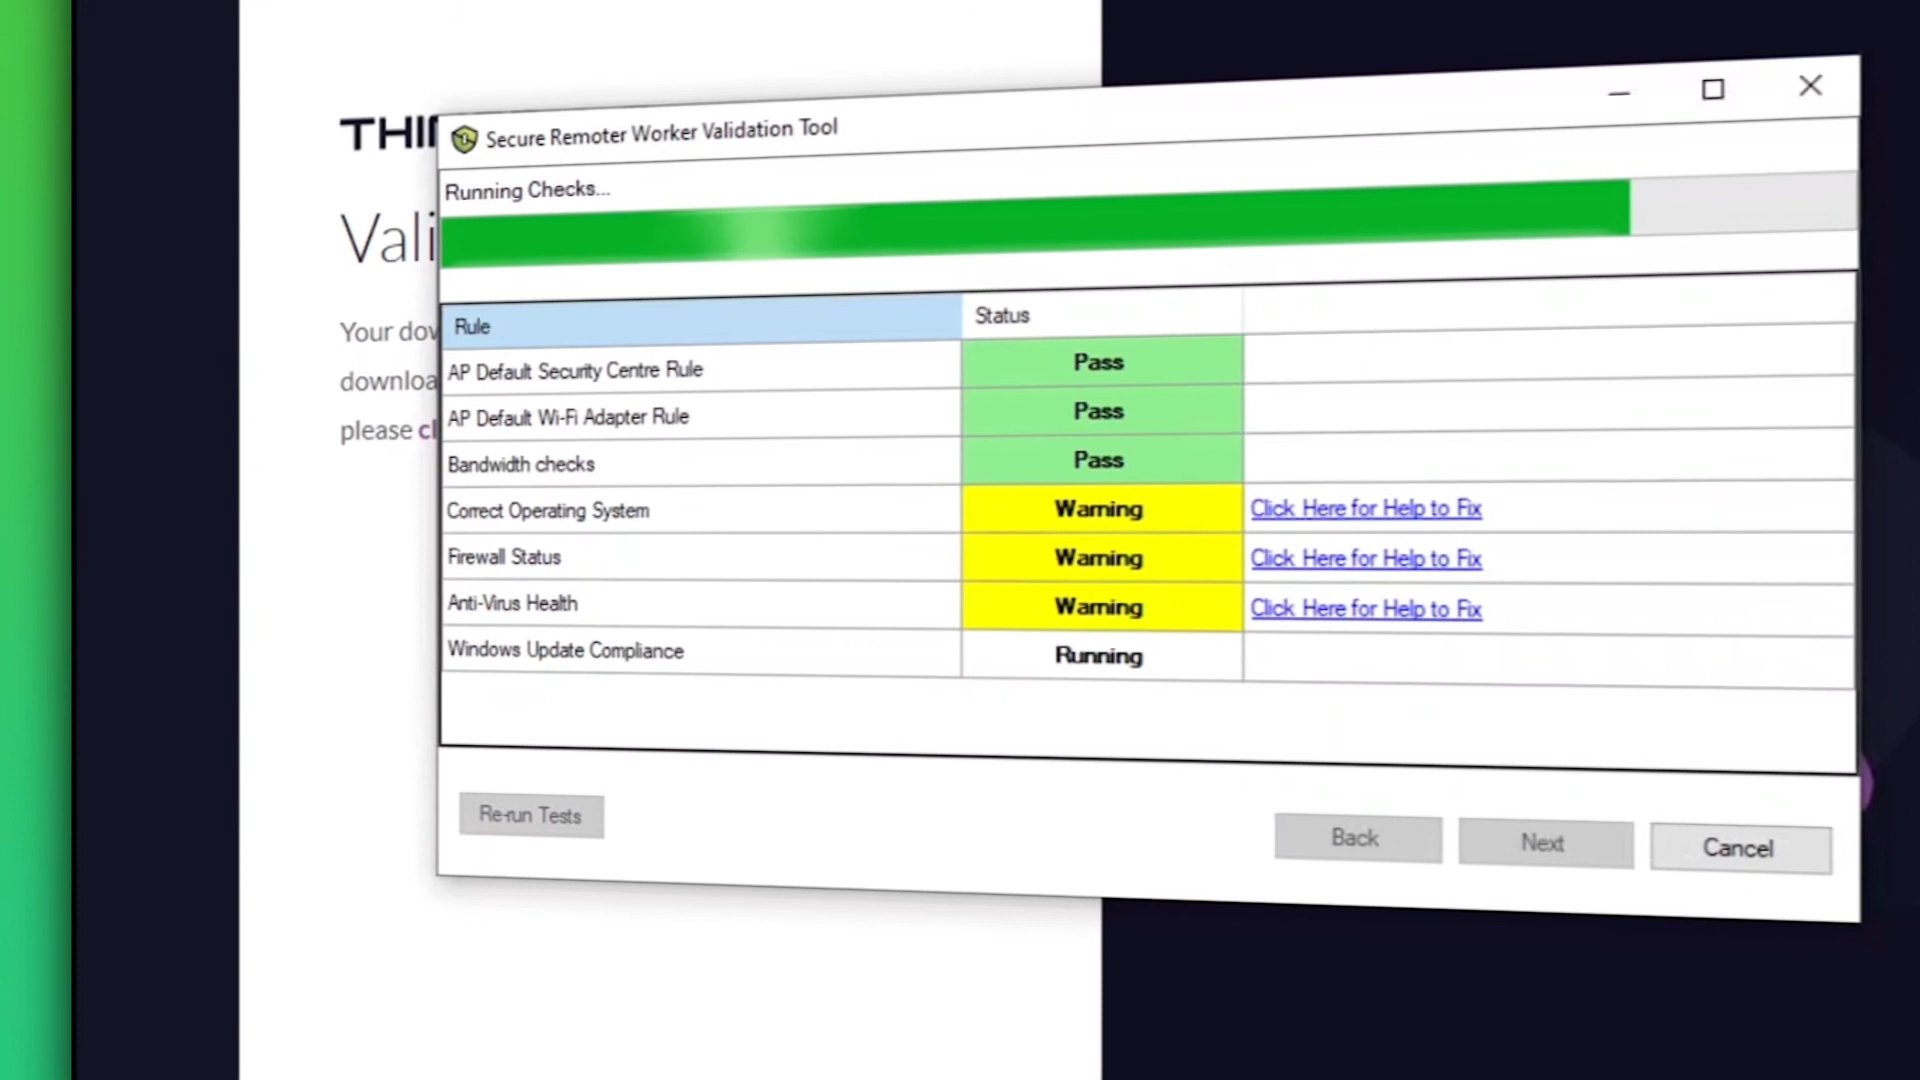 Secure Remoter Worker Validation Tool
Running Checks...
Rule Status
AP Default Security Centre Rule Pass
AP Default Wi-Fi Adapter Rule Pass
Bandwidth checks Pass
Correct Operating System Warning Click Here for Help to Fix
Firewall Status Warning Click Here for Help to Fix
Anti-Virus Health Warning Click Here for Help to Fix
Windows Update Compliance Running
Re-run Tests Back Next Cancel
THI
Vali
Your dow
downloa
please cl